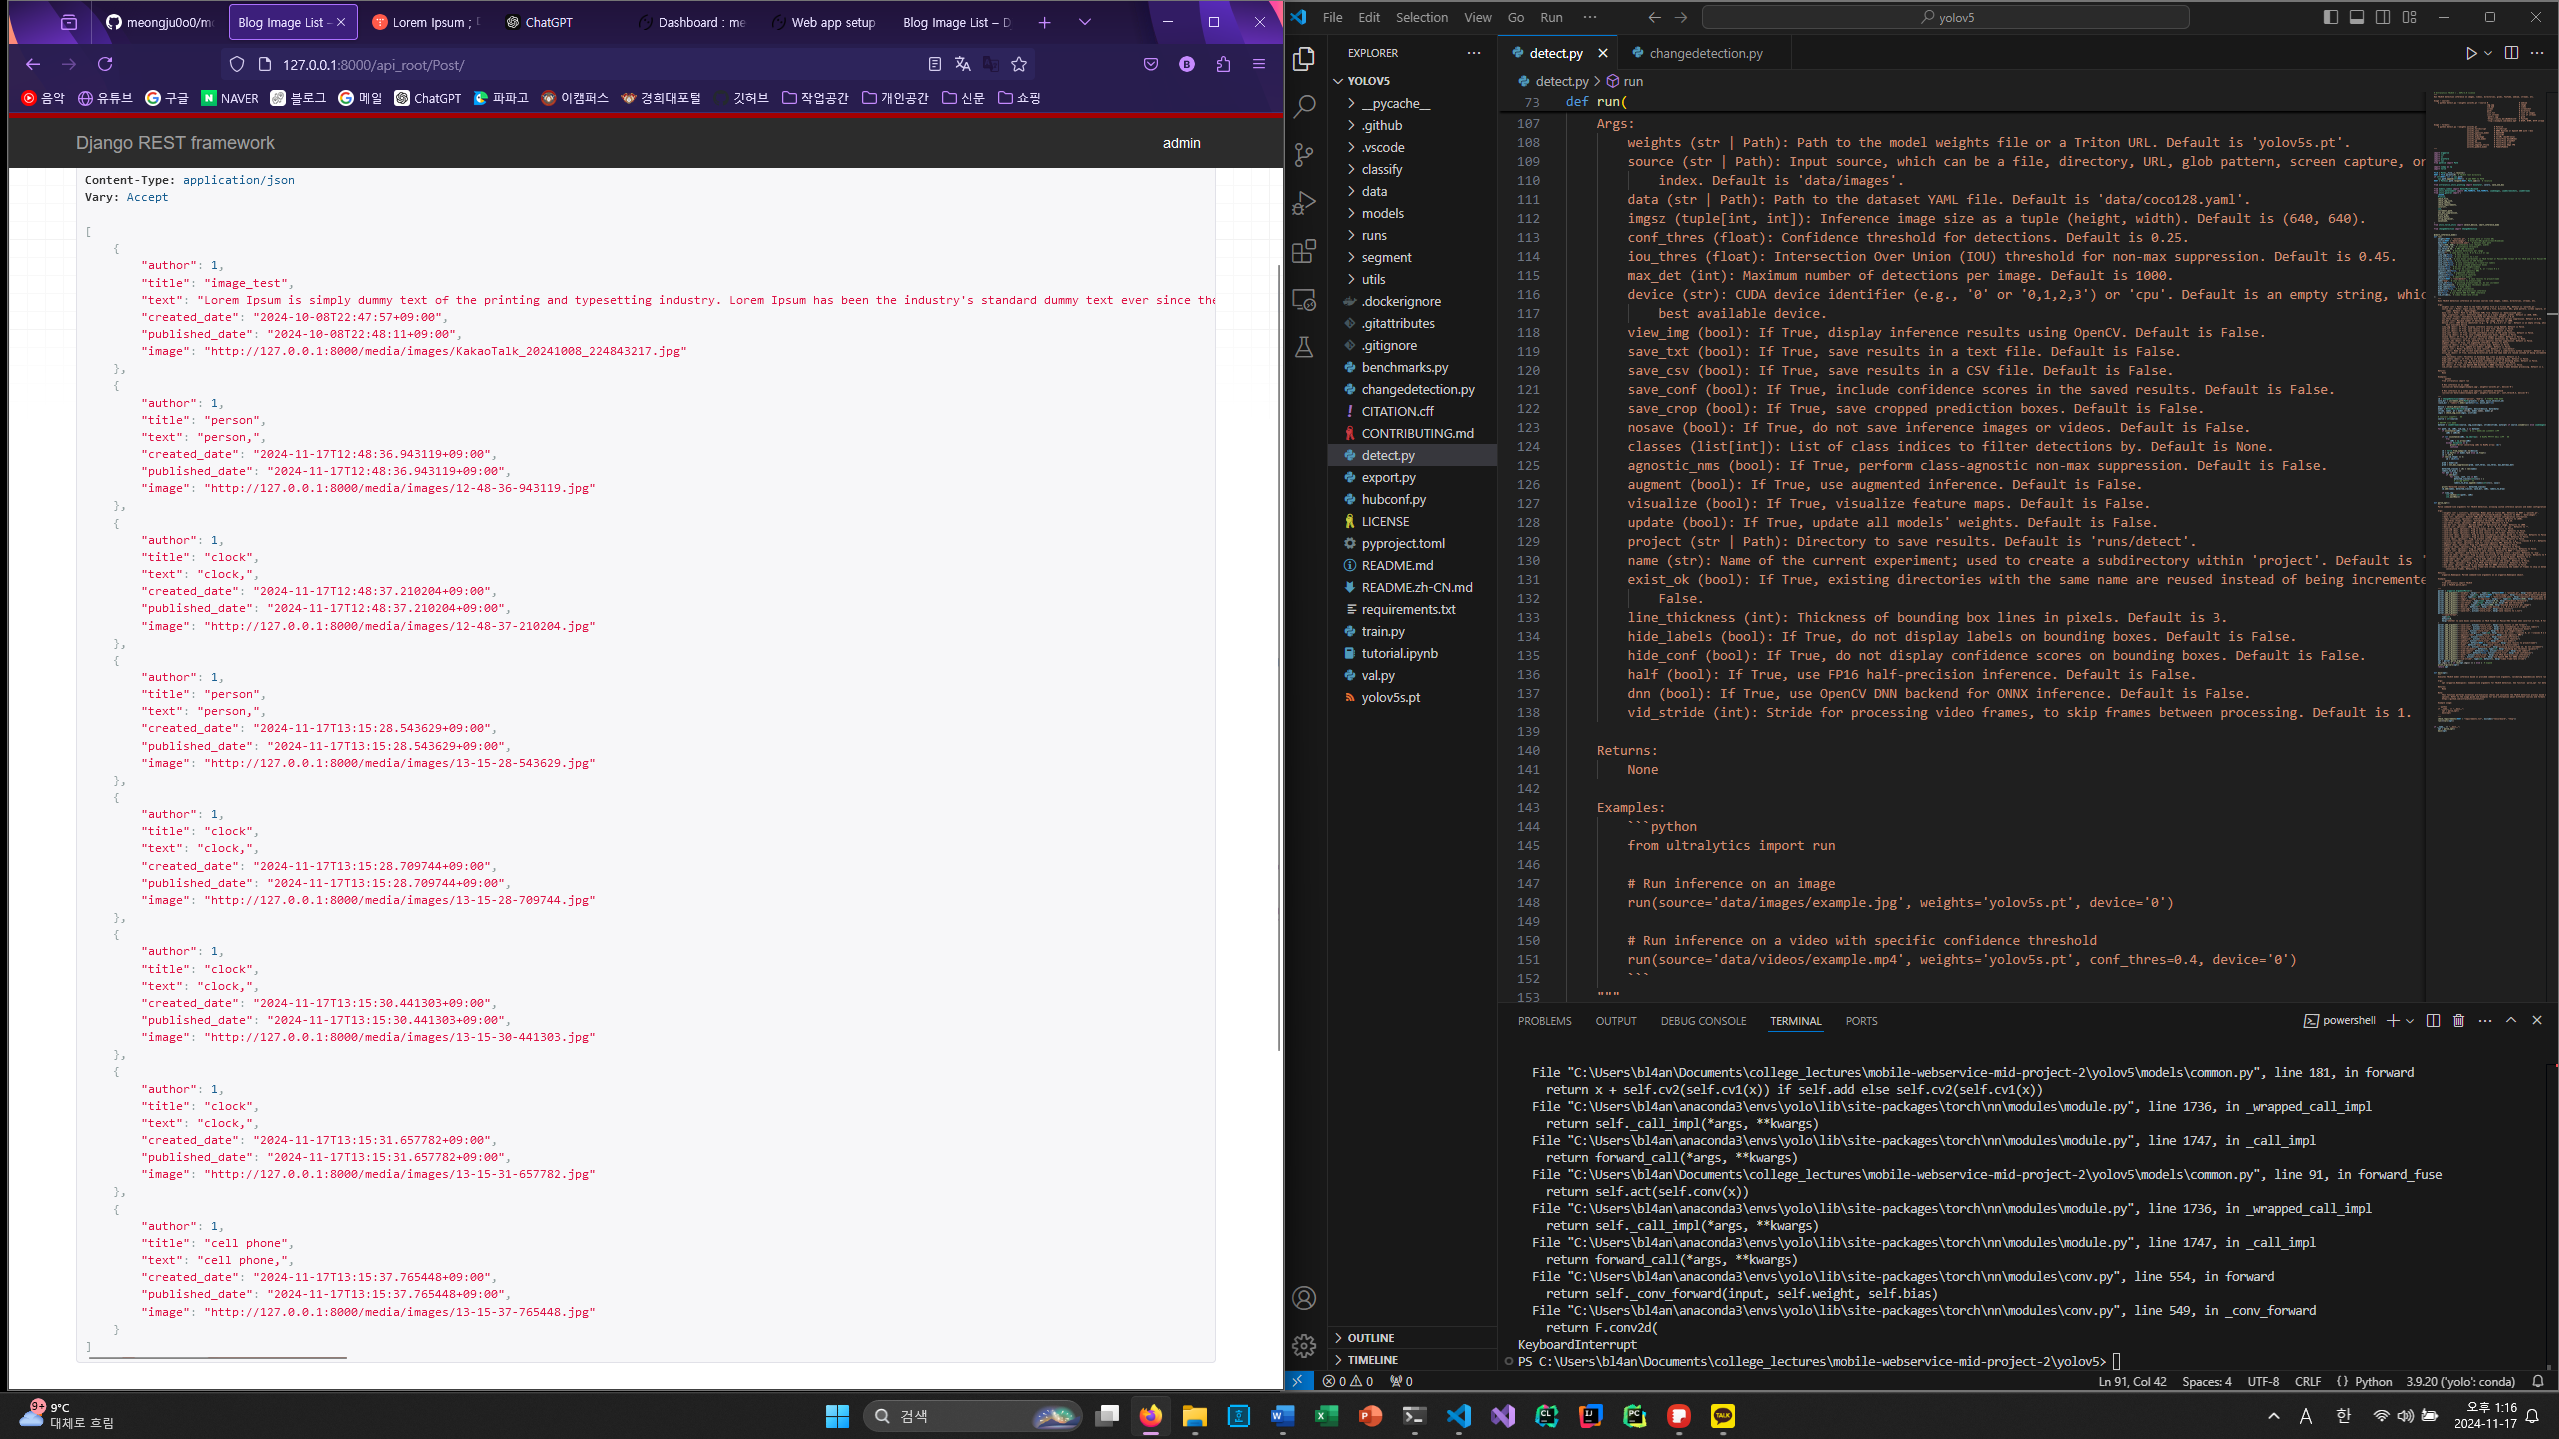 meongju0o0/mo
Blog Image List –
Lorem Ipsum ;
ChatGPT
Dashboard : me
Web app setup
Blog Image List – D
127.0.0.1:8000/api_root/Post/
음악
유튜브
구글
NAVER
블로그
메일
ChatGPT
파파고
이캠퍼스
경희대포털
깃허브
작업공간
개인공간
신문
쇼핑
Django REST framework
admin
Content-Type: application/json
Vary: Accept
[
{
"author": 1,
"title": "image_test",
"text": "Lorem Ipsum is simply dummy text of the printing and typesetting industry. Lorem Ipsum has been the industry's standard dummy text ever since the
"created_date": "2024-10-08T22:47:57+09:00",
"published_date": "2024-10-08T22:48:11+09:00",
"image": "http://127.0.0.1:8000/media/images/KakaoTalk_20241008_224843217.jpg"
},
{
"author": 1,
"title": "person",
"text": "person,",
"created_date": "2024-11-17T12:48:36.943119+09:00",
"published_date": "2024-11-17T12:48:36.943119+09:00",
"image": "http://127.0.0.1:8000/media/images/12-48-36-943119.jpg"
},
{
"author": 1,
"title": "clock",
"text": "clock,",
"created_date": "2024-11-17T12:48:37.210204+09:00",
"published_date": "2024-11-17T12:48:37.210204+09:00",
"image": "http://127.0.0.1:8000/media/images/12-48-37-210204.jpg"
},
{
"author": 1,
"title": "person",
"text": "person,",
"created_date": "2024-11-17T13:15:28.543629+09:00",
"published_date": "2024-11-17T13:15:28.543629+09:00",
"image": "http://127.0.0.1:8000/media/images/13-15-28-543629.jpg"
},
{
"author": 1,
"title": "clock",
"text": "clock,",
"created_date": "2024-11-17T13:15:28.709744+09:00",
"published_date": "2024-11-17T13:15:28.709744+09:00",
"image": "http://127.0.0.1:8000/media/images/13-15-28-709744.jpg"
},
{
"author": 1,
"title": "clock",
"text": "clock,",
"created_date": "2024-11-17T13:15:30.441303+09:00",
"published_date": "2024-11-17T13:15:30.441303+09:00",
"image": "http://127.0.0.1:8000/media/images/13-15-30-441303.jpg"
},
{
"author": 1,
"title": "clock",
"text": "clock,",
"created_date": "2024-11-17T13:15:31.657782+09:00",
"published_date": "2024-11-17T13:15:31.657782+09:00",
"image": "http://127.0.0.1:8000/media/images/13-15-31-657782.jpg"
},
{
"author": 1,
"title": "cell phone",
"text": "cell phone,",
"created_date": "2024-11-17T13:15:37.765448+09:00",
"published_date": "2024-11-17T13:15:37.765448+09:00",
"image": "http://127.0.0.1:8000/media/images/13-15-37-765448.jpg"
}
]
File Edit Selection View Go Run ···
yolov5
EXPLORER ···
YOLOV5
__pycache__
.github
.vscode
classify
data
models
runs
segment
utils
.dockerignore
.gitattributes
.gitignore
benchmarks.py
changedetection.py
CITATION.cff
CONTRIBUTING.md
detect.py
export.py
hubconf.py
LICENSE
pyproject.toml
README.md
README.zh-CN.md
requirements.txt
train.py
tutorial.ipynb
val.py
yolov5s.pt
OUTLINE
TIMELINE
detect.py
changedetection.py
detect.py > run
73 def run(
107 Args:
108 weights (str | Path): Path to the model weights file or a Triton URL. Default is 'yolov5s.pt'.
109 source (str | Path): Input source, which can be a file, directory, URL, glob pattern, screen capture, or
110 index. Default is 'data/images'.
111 data (str | Path): Path to the dataset YAML file. Default is 'data/coco128.yaml'.
112 imgsz (tuple[int, int]): Inference image size as a tuple (height, width). Default is (640, 640).
113 conf_thres (float): Confidence threshold for detections. Default is 0.25.
114 iou_thres (float): Intersection Over Union (IOU) threshold for non-max suppression. Default is 0.45.
115 max_det (int): Maximum number of detections per image. Default is 1000.
116 device (str): CUDA device identifier (e.g., '0' or '0,1,2,3') or 'cpu'. Default is an empty string, whic
117 best available device.
118 view_img (bool): If True, display inference results using OpenCV. Default is False.
119 save_txt (bool): If True, save results in a text file. Default is False.
120 save_csv (bool): If True, save results in a CSV file. Default is False.
121 save_conf (bool): If True, include confidence scores in the saved results. Default is False.
122 save_crop (bool): If True, save cropped prediction boxes. Default is False.
123 nosave (bool): If True, do not save inference images or videos. Default is False.
124 classes (list[int]): List of class indices to filter detections by. Default is None.
125 agnostic_nms (bool): If True, perform class-agnostic non-max suppression. Default is False.
126 augment (bool): If True, use augmented inference. Default is False.
127 visualize (bool): If True, visualize feature maps. Default is False.
128 update (bool): If True, update all models' weights. Default is False.
129 project (str | Path): Directory to save results. Default is 'runs/detect'.
130 name (str): Name of the current experiment; used to create a subdirectory within 'project'. Default is '
131 exist_ok (bool): If True, existing directories with the same name are reused instead of being incremente
132 False.
133 line_thickness (int): Thickness of bounding box lines in pixels. Default is 3.
134 hide_labels (bool): If True, do not display labels on bounding boxes. Default is False.
135 hide_conf (bool): If True, do not display confidence scores on bounding boxes. Default is False.
136 half (bool): If True, use FP16 half-precision inference. Default is False.
137 dnn (bool): If True, use OpenCV DNN backend for ONNX inference. Default is False.
138 vid_stride (int): Stride for processing video frames, to skip frames between processing. Default is 1.
139
140 Returns:
141 None
142
143 Examples:
144 ```python
145 from ultralytics import run
146
147 # Run inference on an image
148 run(source='data/images/example.jpg', weights='yolov5s.pt', device='0')
149
150 # Run inference on a video with specific confidence threshold
151 run(source='data/videos/example.mp4', weights='yolov5s.pt', conf_thres=0.4, device='0')
152 ```
153 """
PROBLEMS OUTPUT DEBUG CONSOLE TERMINAL PORTS
powershell
File "C:\Users\bl4an\Documents\college_lectures\mobile-webservice-mid-project-2\yolov5\models\common.py", line 181, in forward
return x + self.cv2(self.cv1(x)) if self.add else self.cv2(self.cv1(x))
File "C:\Users\bl4an\anaconda3\envs\yolo\lib\site-packages\torch\nn\modules\module.py", line 1736, in _wrapped_call_impl
return self._call_impl(*args, **kwargs)
File "C:\Users\bl4an\anaconda3\envs\yolo\lib\site-packages\torch\nn\modules\module.py", line 1747, in _call_impl
return forward_call(*args, **kwargs)
File "C:\Users\bl4an\Documents\college_lectures\mobile-webservice-mid-project-2\yolov5\models\common.py", line 91, in forward_fuse
return self.act(self.conv(x))
File "C:\Users\bl4an\anaconda3\envs\yolo\lib\site-packages\torch\nn\modules\module.py", line 1736, in _wrapped_call_impl
return self._call_impl(*args, **kwargs)
File "C:\Users\bl4an\anaconda3\envs\yolo\lib\site-packages\torch\nn\modules\module.py", line 1747, in _call_impl
return forward_call(*args, **kwargs)
File "C:\Users\bl4an\anaconda3\envs\yolo\lib\site-packages\torch\nn\modules\conv.py", line 554, in forward
return self._conv_forward(input, self.weight, self.bias)
File "C:\Users\bl4an\anaconda3\envs\yolo\lib\site-packages\torch\nn\modules\conv.py", line 549, in _conv_forward
return F.conv2d(
KeyboardInterrupt
PS C:\Users\bl4an\Documents\college_lectures\mobile-webservice-mid-project-2\yolov5>
0 0 0
Ln 91, Col 42 Spaces: 4 UTF-8 CRLF {} Python 3.9.20 ('yolo': conda)
9+
9°C
대체로 흐림
검색
A 한
오후 1:16
2024-11-17